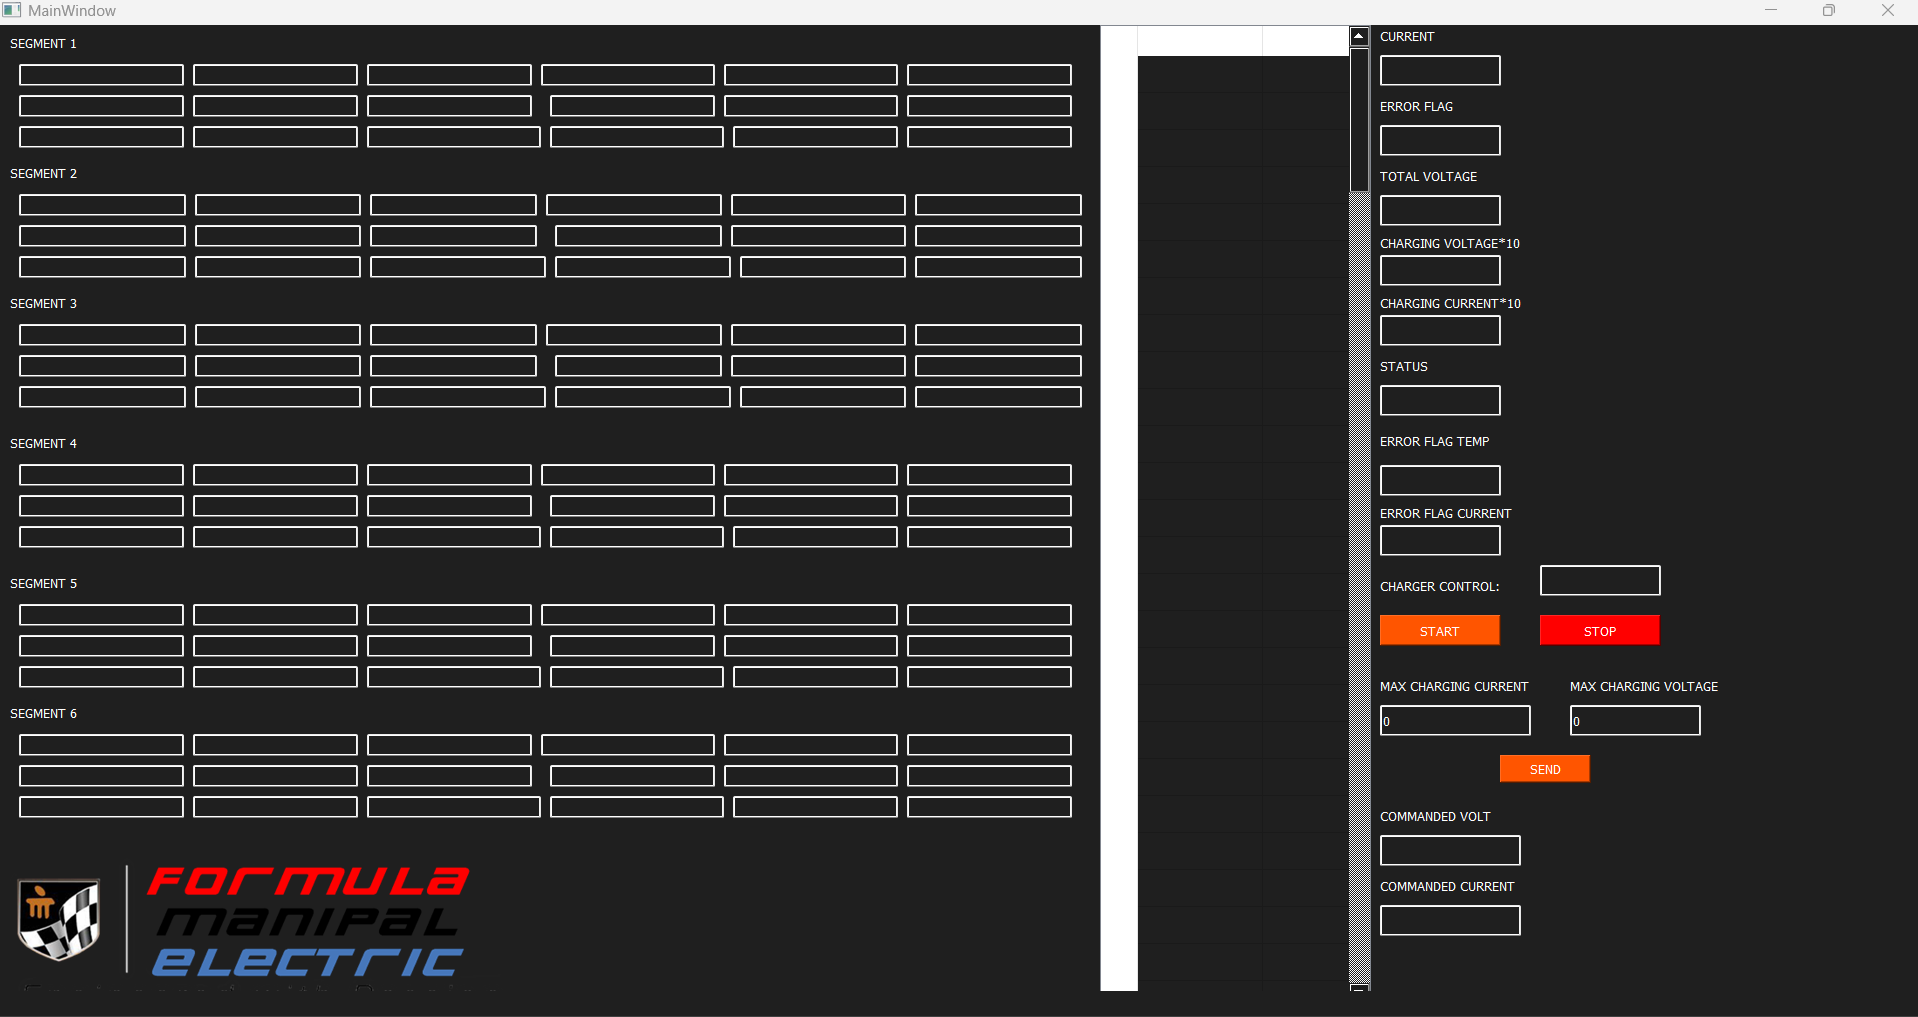 MainWindow
SEGMENT 1
SEGMENT 2
SEGMENT 3
SEGMENT 4
SEGMENT 5
SEGMENT 6
FORMULA
MANIPAL
ELECTRIC
CURRENT
ERROR FLAG
TOTAL VOLTAGE
CHARGING VOLTAGE*10
CHARGING CURRENT*10
STATUS
ERROR FLAG TEMP
ERROR FLAG CURRENT
CHARGER CONTROL:
START STOP
MAX CHARGING CURRENT MAX CHARGING VOLTAGE
0 0
SEND
COMMANDED VOLT
COMMANDED CURRENT